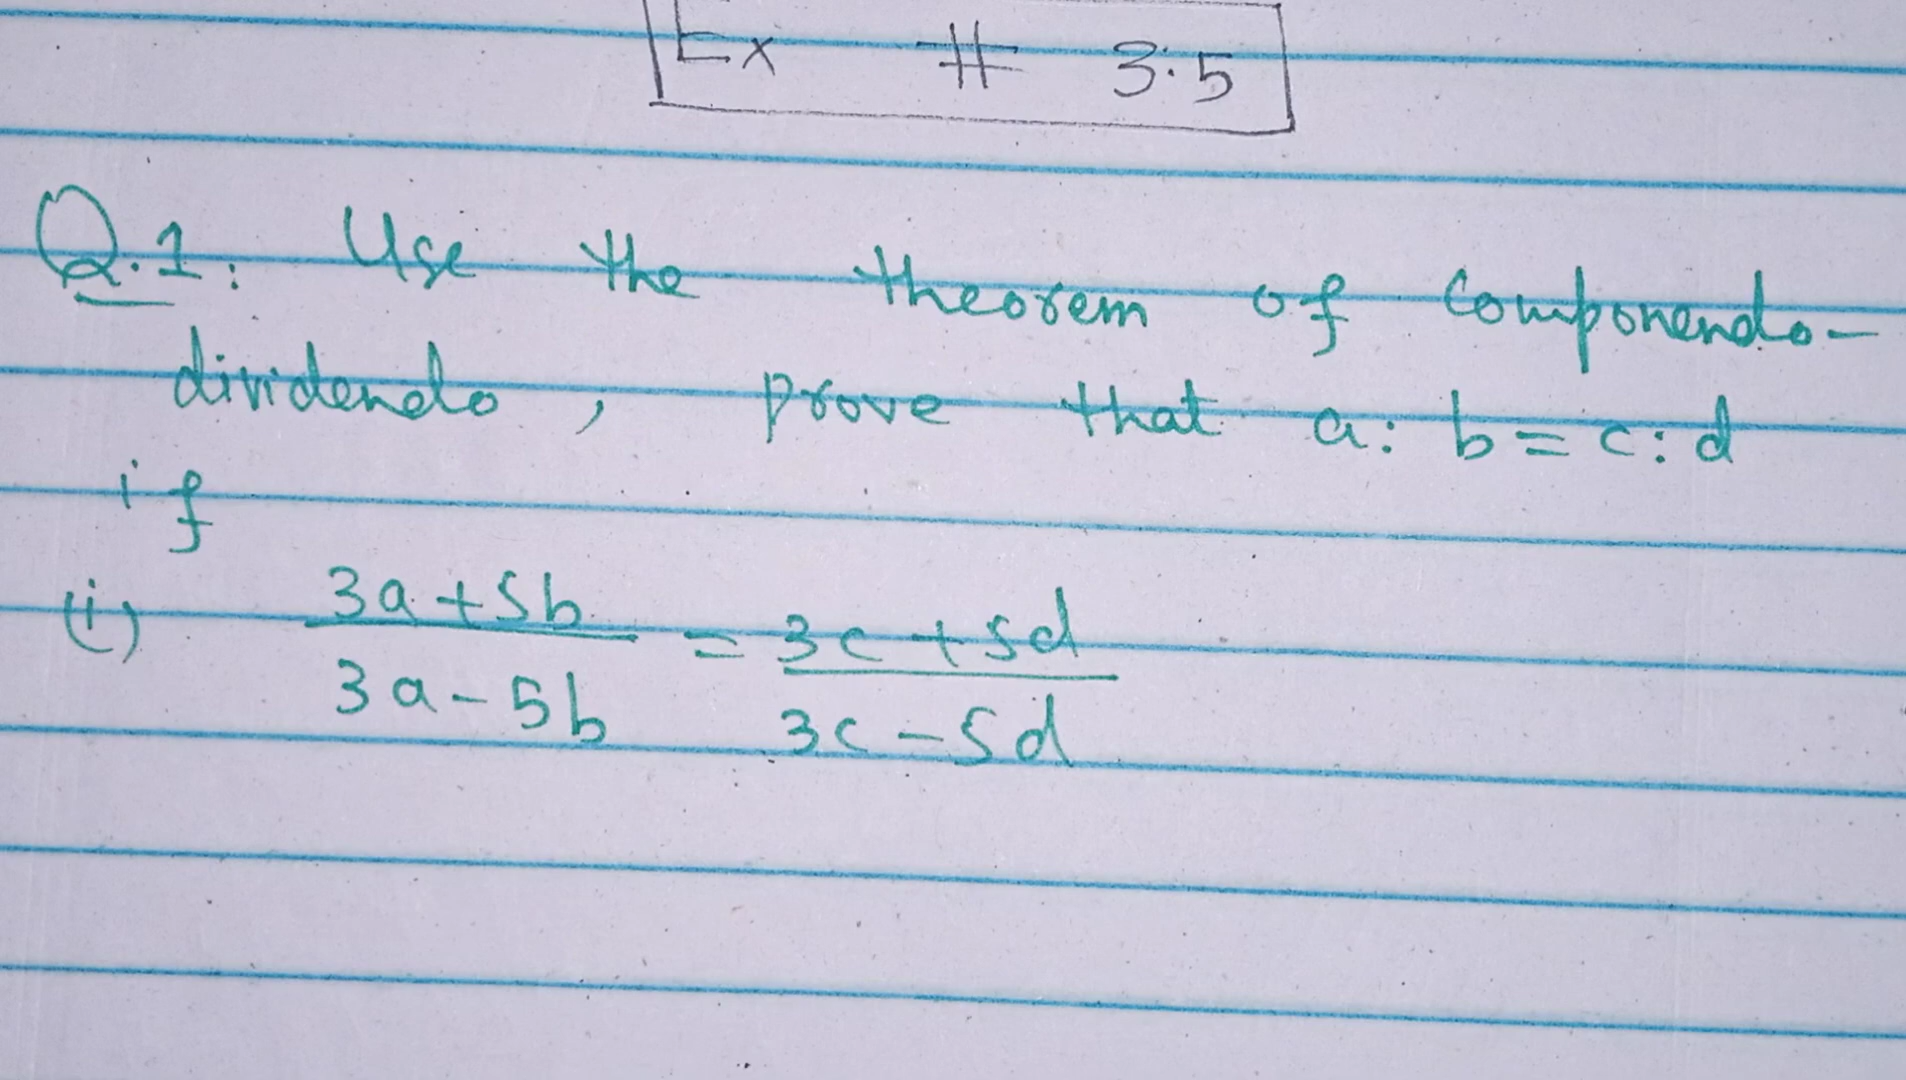 Ex # 3.5
Q.1: Use the theorem of componendo-
dividendo, prove that a: b = c: d
if
(i) 3a+5b / 3a-5b = 3c+5d / 3c-5d